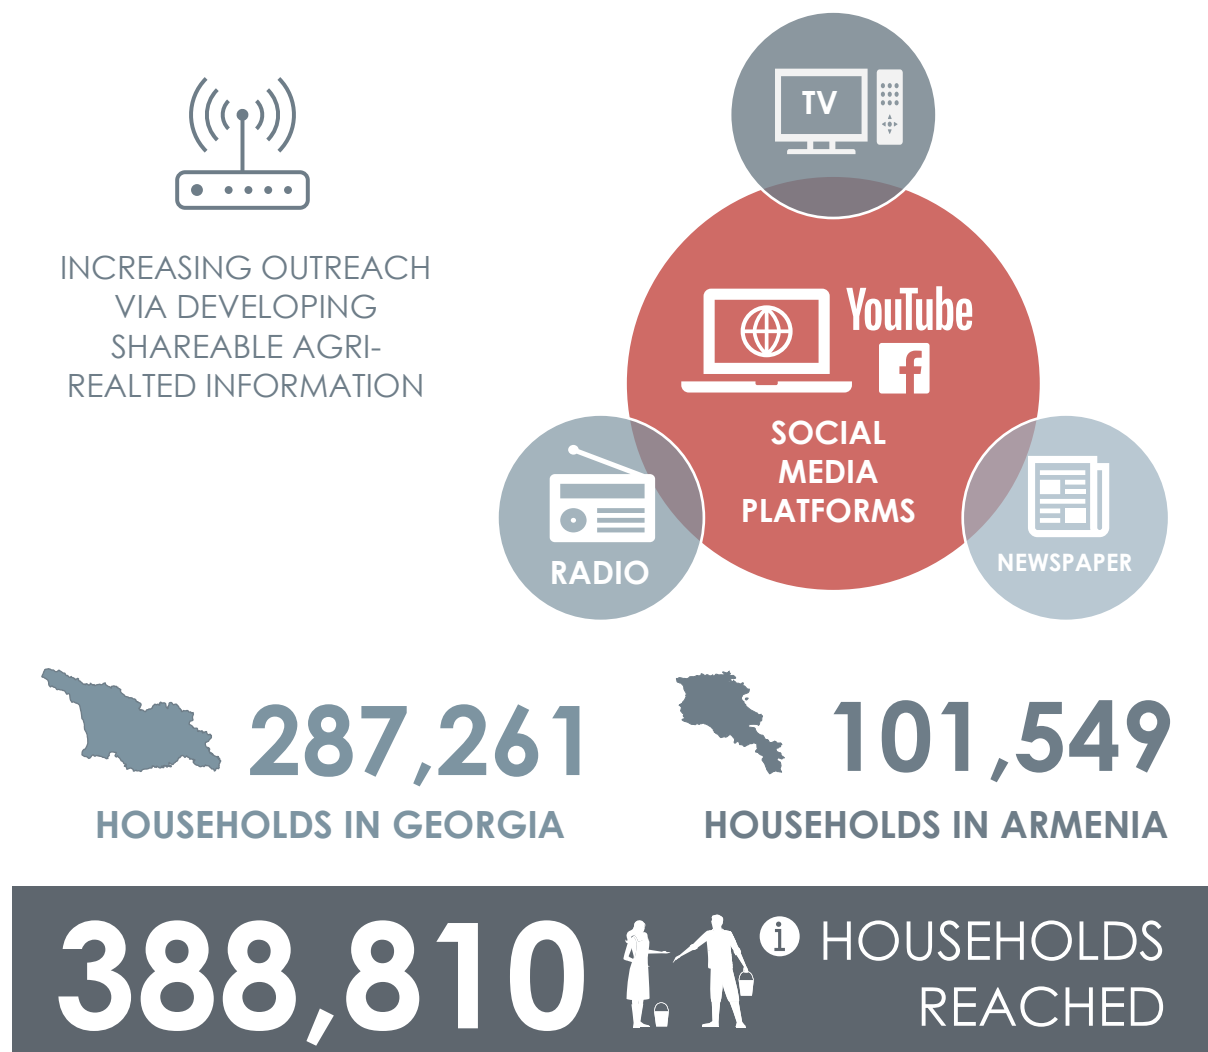 INCREASING OUTREACH
VIA DEVELOPING
SHAREABLE AGRI-
REALTED INFORMATION
TV
YouTube
f
SOCIAL
MEDIA
PLATFORMS
RADIO
NEWSPAPER
287,261
HOUSEHOLDS IN GEORGIA
101,549
HOUSEHOLDS IN ARMENIA
388,810
i
HOUSEHOLDS
REACHED